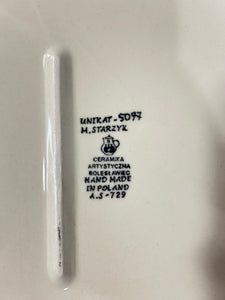 UNIKAT-5097
M.STARZYK
CERAMIKA
ARTYSTYCZNA
BOLESŁAWIEC
HAND MADE
IN POLAND
A.S-729